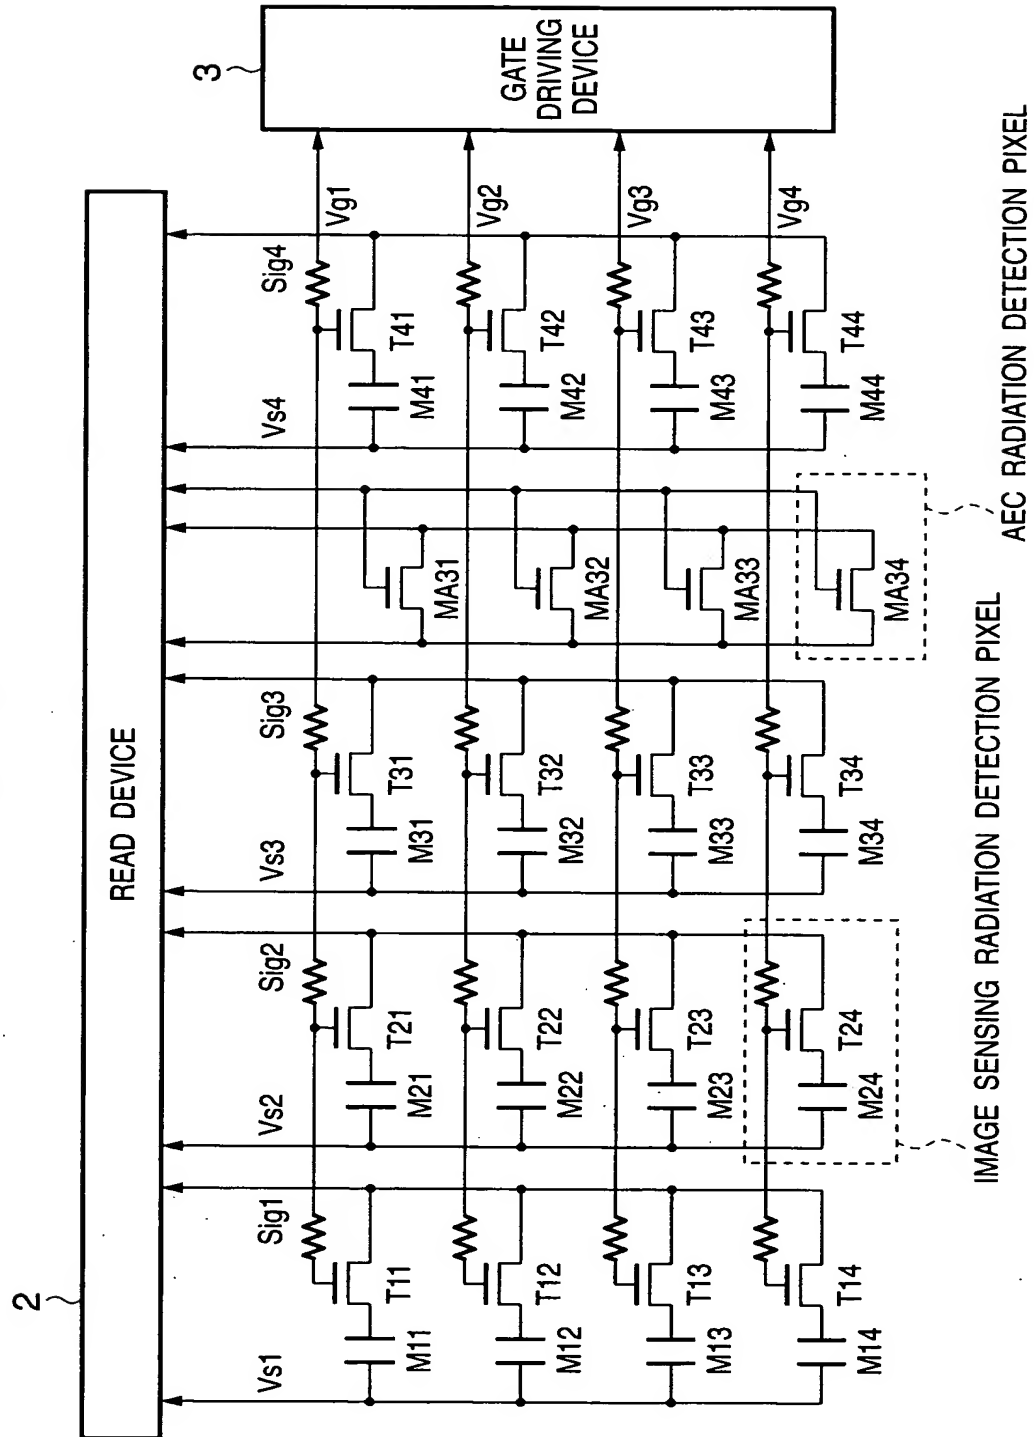 2
READ DEVICE
3
GATE
DRIVING
DEVICE
Vs1
Sig1
Vs2
Sig2
Vs3
Sig3
Vs4
Sig4
Vg1
M11
T11
M21
T21
M31
T31
MA31
M41
T41
Vg2
M12
T12
M22
T22
M32
T32
MA32
M42
T42
Vg3
M13
T13
M23
T23
M33
T33
MA33
M43
T43
Vg4
M14
T14
M24
T24
M34
T34
MA34
M44
T44
IMAGE SENSING RADIATION DETECTION PIXEL
AEC RADIATION DETECTION PIXEL